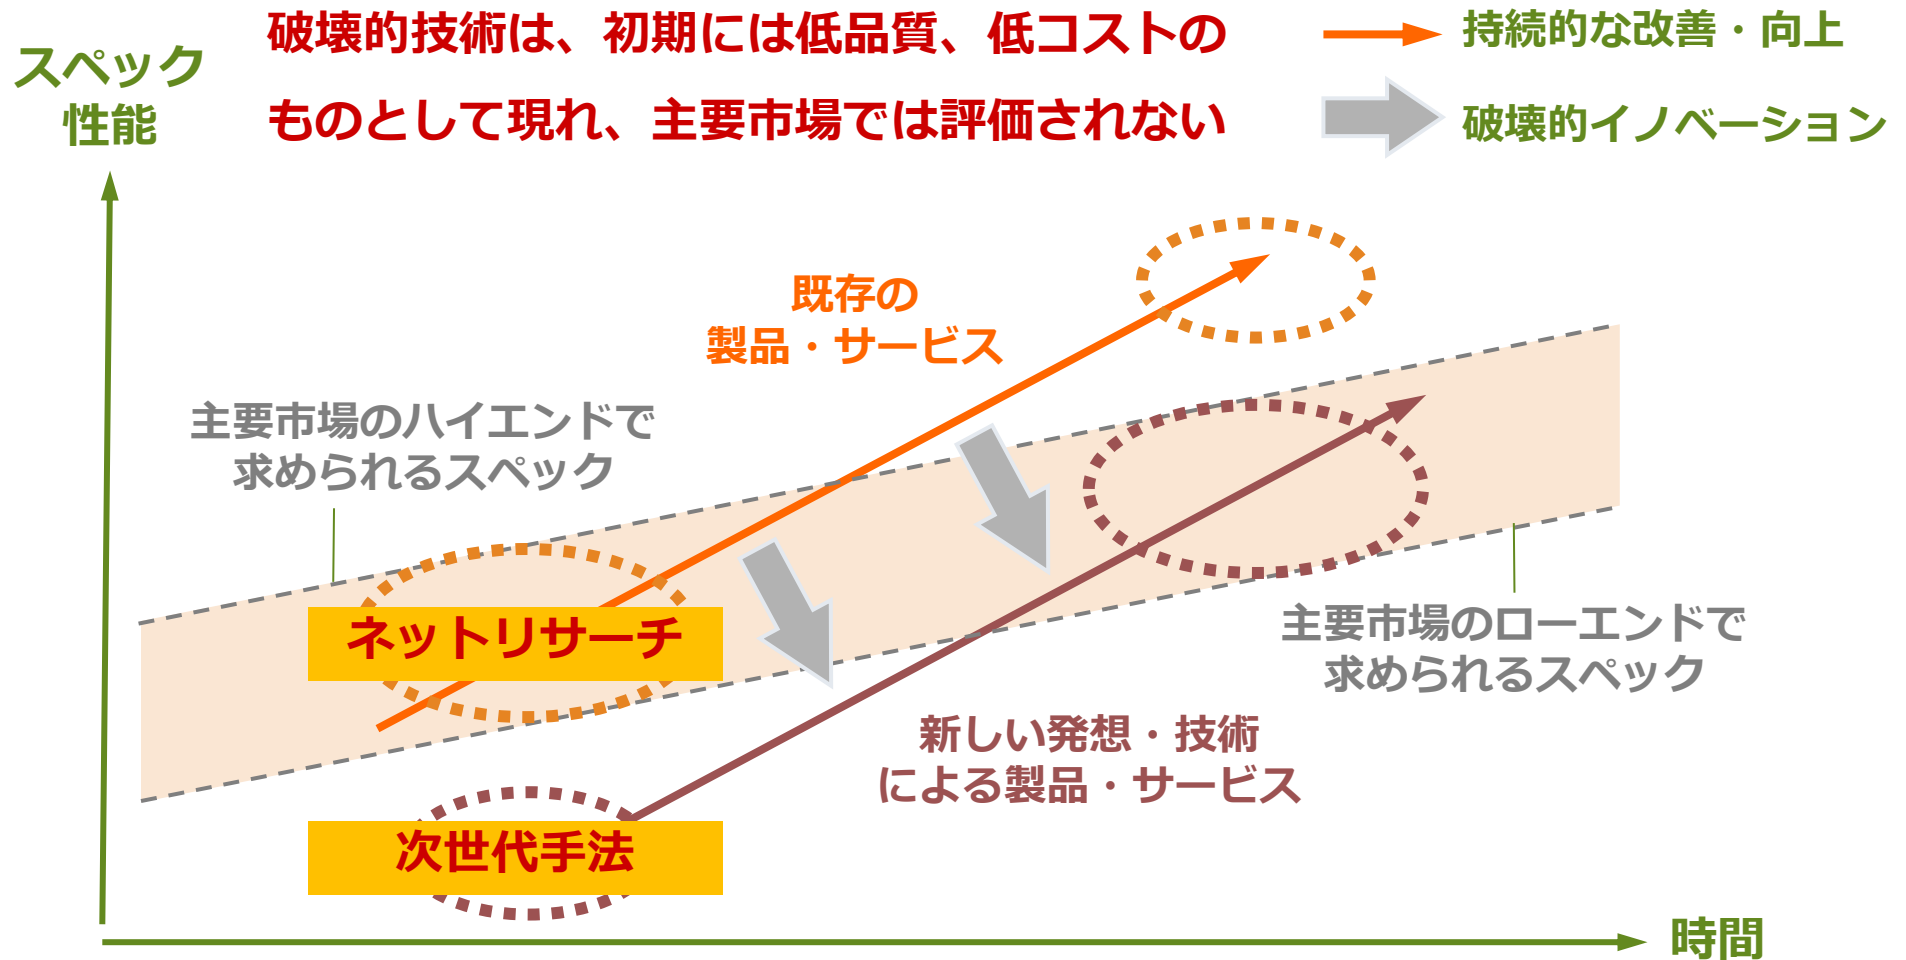 スペック
性能
破壊的技術は、初期には低品質、低コストの
ものとして現れ、主要市場では評価されない
持続的な改善・向上
破壊的イノベーション
既存の
製品・サービス
主要市場のハイエンドで
求められるスペック
ネットリサーチ
主要市場のローエンドで
求められるスペック
新しい発想・技術
による製品・サービス
次世代手法
時間